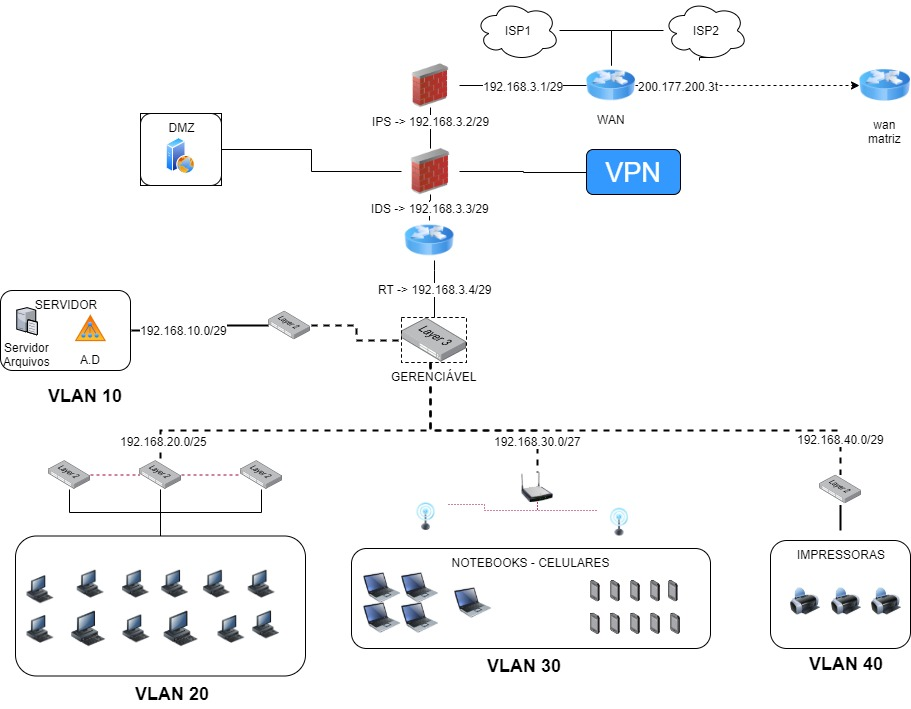 ISP1
ISP2
192.168.3.1/29
200.177.200.3t
WAN
wan
matriz
IPS -> 192.168.3.2/29
DMZ
VPN
IDS -> 192.168.3.3/29
RT -> 192.168.3.4/29
SERVIDOR
Servidor
Arquivos
A.D
192.168.10.0/29
Layer 2
Layer 3
GERENCIÁVEL
VLAN 10
192.168.20.0/25
192.168.30.0/27
192.168.40.0/29
Layer 2
Layer 2
Layer 2
Layer 2
NOTEBOOKS - CELULARES
IMPRESSORAS
VLAN 20
VLAN 30
VLAN 40